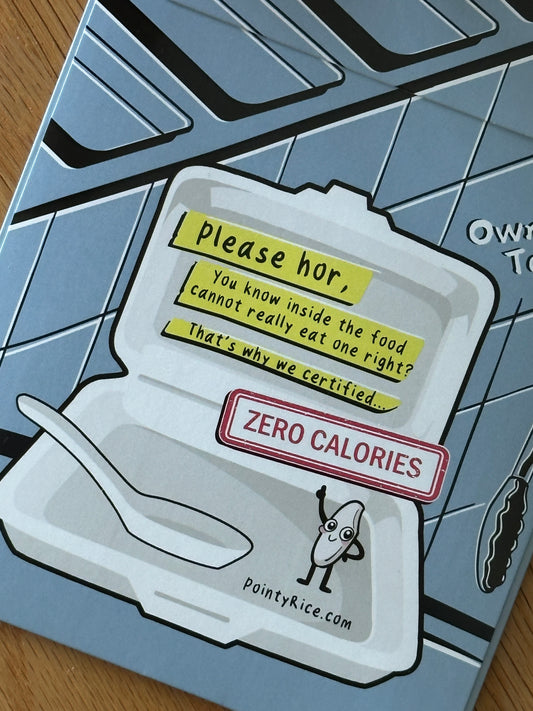 Please hor,
You know inside the food
cannot really eat one right?
That's why we certified...
ZERO CALORIES
PointyRice.com